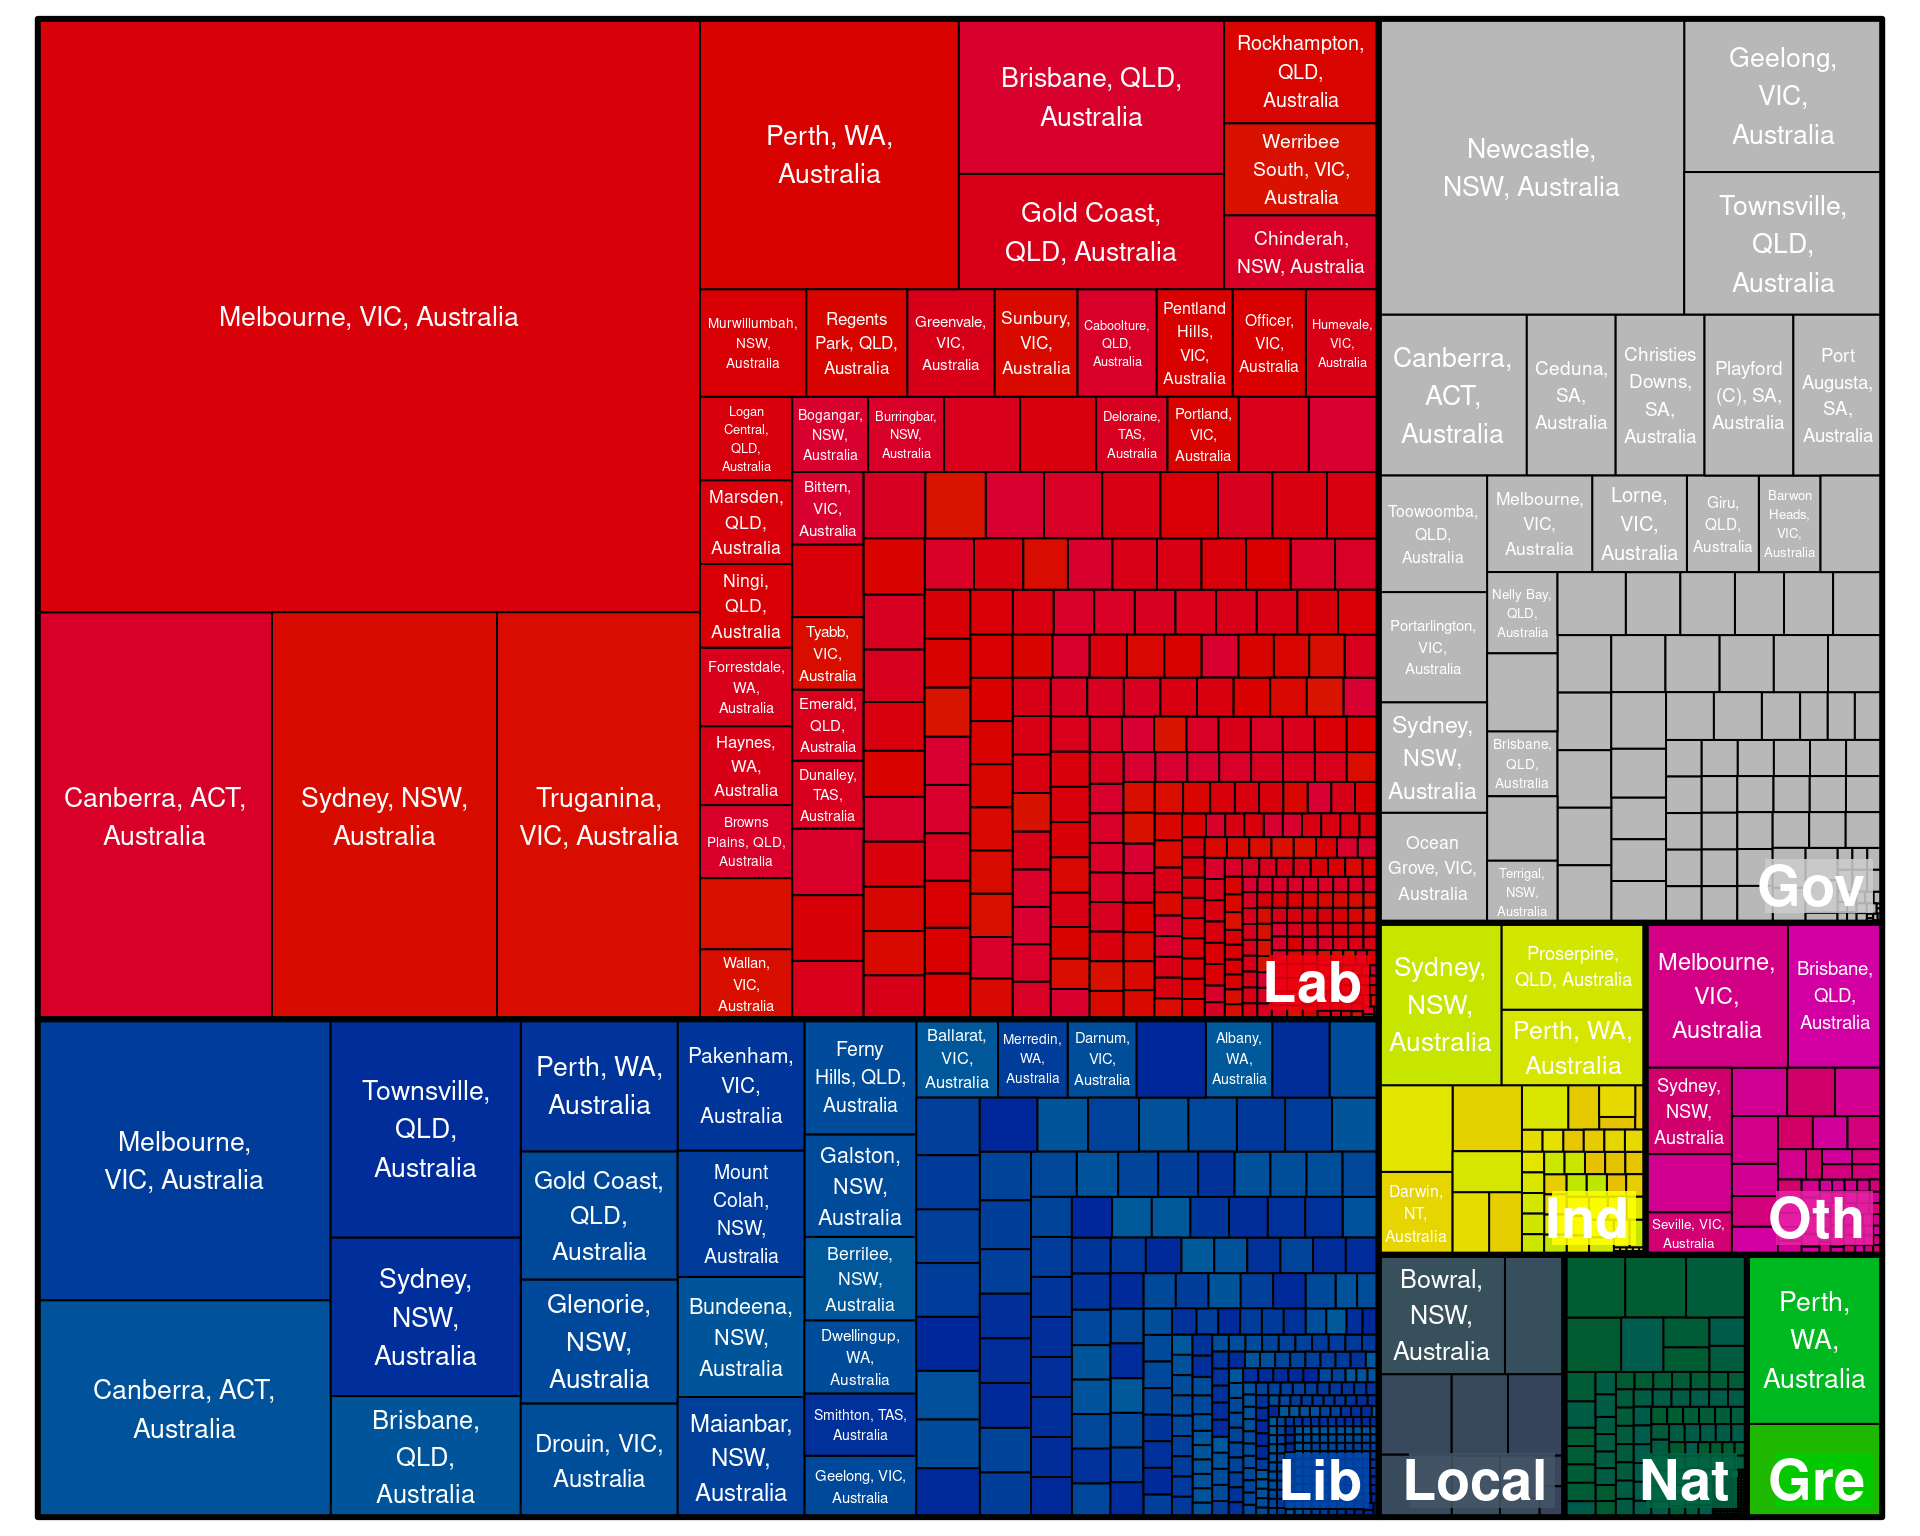 Melbourne, VIC, Australia
Canberra, ACT,
Australia
Sydney, NSW,
Australia
Truganina,
VIC, Australia
Perth, WA,
Australia
Brisbane, QLD,
Australia
Gold Coast,
QLD, Australia
Rockhampton,
QLD,
Australia
Werribee
South, VIC,
Australia
Chinderah,
NSW, Australia
Murwillumbah,
NSW,
Australia
Regents
Park, QLD,
Australia
Greenvale,
VIC,
Australia
Sunbury,
VIC,
Australia
Caboolture,
QLD,
Australia
Pentland
Hills,
VIC,
Australia
Officer,
VIC,
Australia
Humevale,
VIC,
Australia
Logan
Central,
QLD,
Australia
Marsden,
QLD,
Australia
Ningi,
QLD,
Australia
Forrestdale,
WA,
Australia
Haynes,
WA,
Australia
Browns
Plains, QLD,
Australia
Wallan,
VIC,
Australia
Bogangar,
NSW,
Australia
Burringbar,
NSW,
Australia
Deloraine,
TAS,
Australia
Portland,
VIC,
Australia
Bittern,
VIC,
Australia
Tyabb,
VIC,
Australia
Emerald,
QLD,
Australia
Dunalley,
TAS,
Australia
Lab
Newcastle,
NSW, Australia
Geelong,
VIC,
Australia
Townsville,
QLD,
Australia
Canberra,
ACT,
Australia
Ceduna,
SA,
Australia
Christies
Downs,
SA,
Australia
Playford
(C), SA,
Australia
Port
Augusta,
SA,
Australia
Toowoomba,
QLD,
Australia
Portarlington,
VIC,
Australia
Sydney,
NSW,
Australia
Ocean
Grove, VIC,
Australia
Melbourne,
VIC,
Australia
Lorne,
VIC,
Australia
Giru,
QLD,
Australia
Barwon
Heads,
VIC,
Australia
Nelly Bay,
QLD,
Australia
Brisbane,
QLD,
Australia
Terrigal,
NSW,
Australia
Gov
Sydney,
NSW,
Australia
Proserpine,
QLD, Australia
Perth, WA,
Australia
Darwin,
NT,
Australia
Ind
Melbourne,
VIC,
Australia
Brisbane,
QLD,
Australia
Sydney,
NSW,
Australia
Seville, VIC,
Australia
Oth
Melbourne,
VIC, Australia
Canberra, ACT,
Australia
Townsville,
QLD,
Australia
Sydney,
NSW,
Australia
Brisbane,
QLD,
Australia
Perth, WA,
Australia
Gold Coast,
QLD,
Australia
Glenorie,
NSW,
Australia
Drouin, VIC,
Australia
Pakenham,
VIC,
Australia
Mount
Colah,
NSW,
Australia
Bundeena,
NSW,
Australia
Maianbar,
NSW,
Australia
Ferny
Hills, QLD,
Australia
Galston,
NSW,
Australia
Berrilee,
NSW,
Australia
Dwellingup,
WA,
Australia
Smithton, TAS,
Australia
Geelong, VIC,
Australia
Ballarat,
VIC,
Australia
Merredin,
WA,
Australia
Darnum,
VIC,
Australia
Albany,
WA,
Australia
Lib
Bowral,
NSW,
Australia
Local
Nat
Perth,
WA,
Australia
Gre